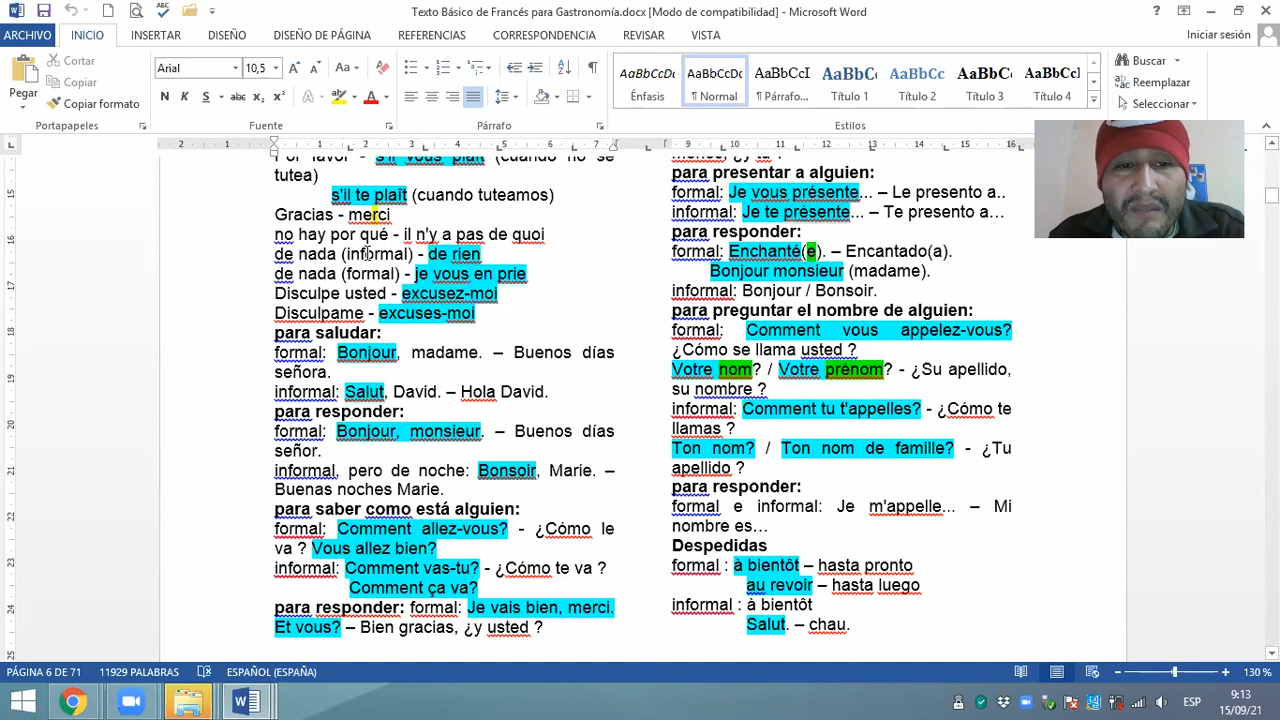 Texto Básico de Francés para Gastronomía.docx [Modo de compatibilidad] - Microsoft Word
ARCHIVO INICIO INSERTAR DISEÑO DISEÑO DE PÁGINA REFERENCIAS CORRESPONDENCIA REVISAR VISTA Iniciar sesión
Pegar
Cortar
Copiar
Copiar formato
Portapapeles
Arial 10,5
Fuente
Párrafo
AaBbCcDc Énfasis
AaBbCcDc ¶ Normal
AaBbCcI ¶ Párrafo...
AaBbCc Título 1
AaBbCc Título 2
AaBbCc Título 3
AaBbCc Título 4
Estilos
Buscar
Reemplazar
Seleccionar
Por favor - s'il vous plaît (cuando no se
tutea)
s'il te plaît (cuando tuteamos)
Gracias - merci
no hay por qué - il n'y a pas de quoi
de nada (informal) - de rien
de nada (formal) - je vous en prie
Disculpe usted - excusez-moi
Disculpame - excuses-moi
para saludar:
formal: Bonjour, madame. – Buenos días
señora.
informal: Salut, David. – Hola David.
para responder:
formal: Bonjour, monsieur. – Buenos días
señor.
informal, pero de noche: Bonsoir, Marie. –
Buenas noches Marie.
para saber como está alguien:
formal: Comment allez-vous? - ¿Cómo le
va ? Vous allez bien?
informal: Comment vas-tu? - ¿Cómo te va ?
Comment ça va?
para responder: formal: Je vais bien, merci.
Et vous? – Bien gracias, ¿y usted ?
para presentar a alguien:
formal: Je vous présente... – Le presento a..
informal: Je te présente... – Te presento a…
para responder:
formal: Enchanté(e). – Encantado(a).
Bonjour monsieur (madame).
informal: Bonjour / Bonsoir.
para preguntar el nombre de alguien:
formal: Comment vous appelez-vous?
¿Cómo se llama usted ?
Votre nom? / Votre prénom? - ¿Su apellido,
su nombre ?
informal: Comment tu t'appelles? - ¿Cómo te
llamas ?
Ton nom? / Ton nom de famille? - ¿Tu
apellido ?
para responder:
formal e informal: Je m'appelle... – Mi
nombre es…
Despedidas
formal : à bientôt – hasta pronto
au revoir – hasta luego
informal : à bientôt
Salut. – chau.
PÁGINA 6 DE 71 11929 PALABRAS ESPAÑOL (ESPAÑA) 130 %
ESP
9:13
15/09/21